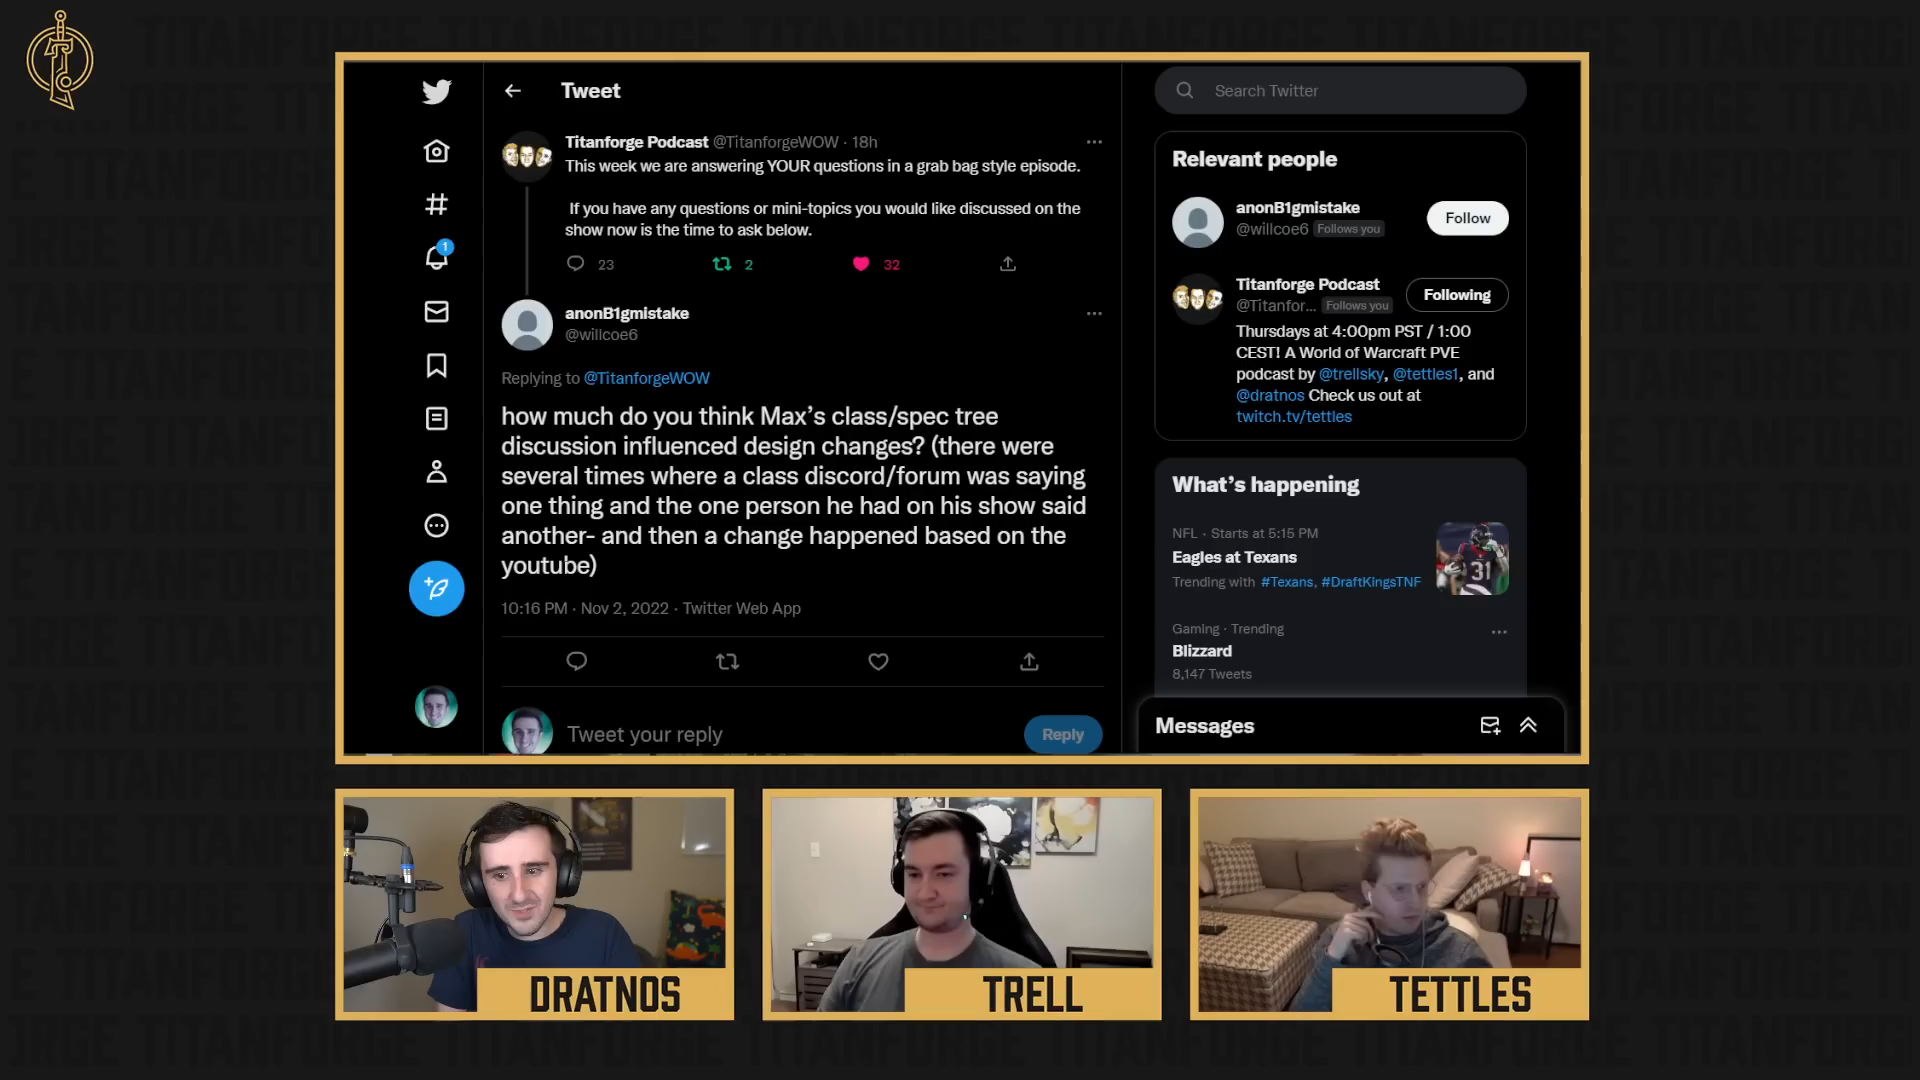 Tweet
Titanforge Podcast @TitanforgeWOW · 18h
This week we are answering YOUR questions in a grab bag style episode.
If you have any questions or mini-topics you would like discussed on the
show now is the time to ask below.
23 2 32
anonB1gmistake
@willcoe6
Replying to @TitanforgeWOW
how much do you think Max’s class/spec tree
discussion influenced design changes? (there were
several times where a class discord/forum was saying
one thing and the one person he had on his show said
another- and then a change happened based on the
youtube)
10:16 PM · Nov 2, 2022 · Twitter Web App
Tweet your reply
Reply
1
Search Twitter
Relevant people
anonB1gmistake
@willcoe6 Follows you
Follow
Titanforge Podcast
@Titanfor... Follows you
Following
Thursdays at 4:00pm PST / 1:00
CEST! A World of Warcraft PVE
podcast by @trellsky, @tettles1, and
@dratnos Check us out at
twitch.tv/tettles
What’s happening
NFL · Starts at 5:15 PM
Eagles at Texans
Trending with #Texans, #DraftKingsTNF
31
Gaming · Trending
Blizzard
8,147 Tweets
Messages
DRATNOS
TRELL
TETTLES